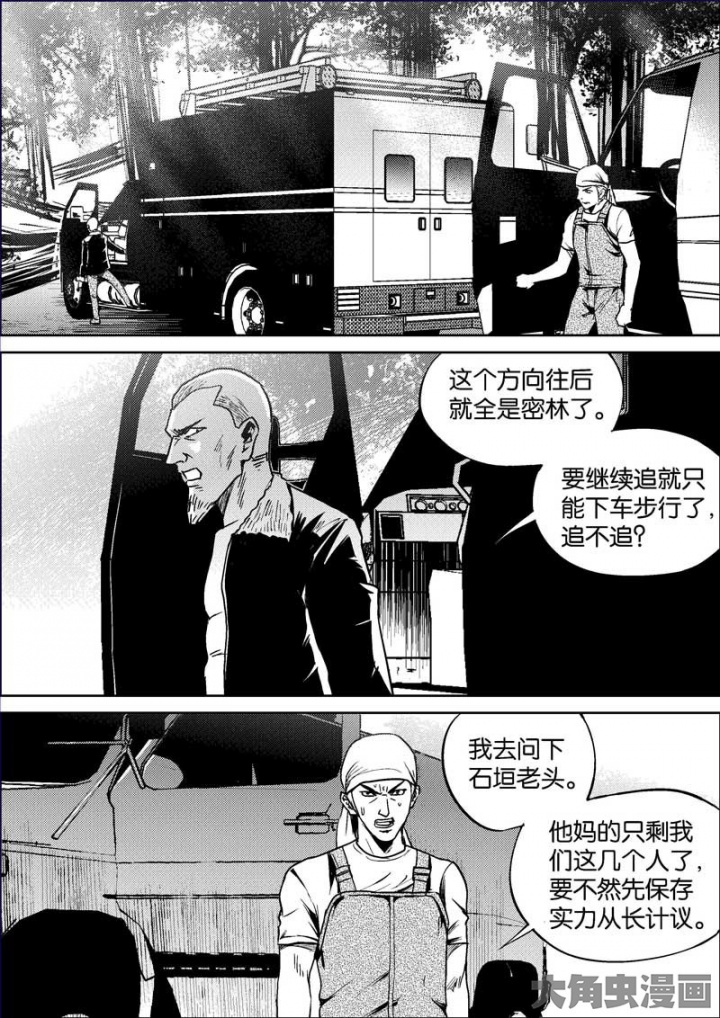 这个方向往后
就全是密林了。
要继续追就只
能下车步行了，
追不追？
我去问下
石垣老头。
他妈的只剩我
们这几个人了，
要不然先保存
实力从长计议。
大角虫漫画